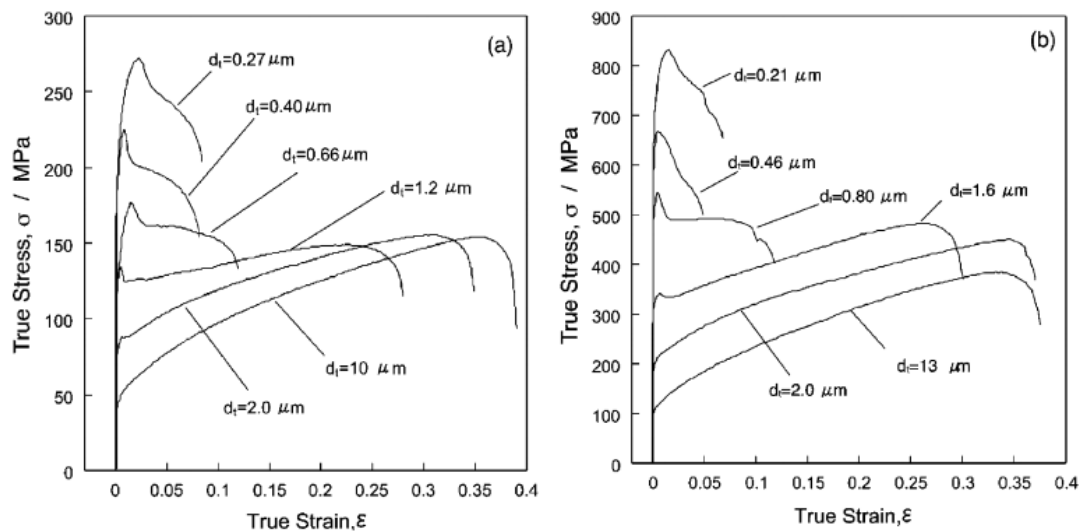 (a)
300
250
200
150
100
50
0
True Stress, σ / MPa
dₜ=0.27 μm
dₜ=0.40 μm
dₜ=0.66 μm
dₜ=1.2 μm
dₜ=10 μm
dₜ=2.0 μm
0 0.05 0.1 0.15 0.2 0.25 0.3 0.35 0.4
True Strain,ε
(b)
900
800
700
600
500
400
300
200
100
0
True Stress, σ / MPa
dₜ=0.21 μm
dₜ=0.46 μm
dₜ=0.80 μm
dₜ=1.6 μm
dₜ=13 μm
dₜ=2.0 μm
0 0.05 0.1 0.15 0.2 0.25 0.3 0.35 0.4
True Strain,ε